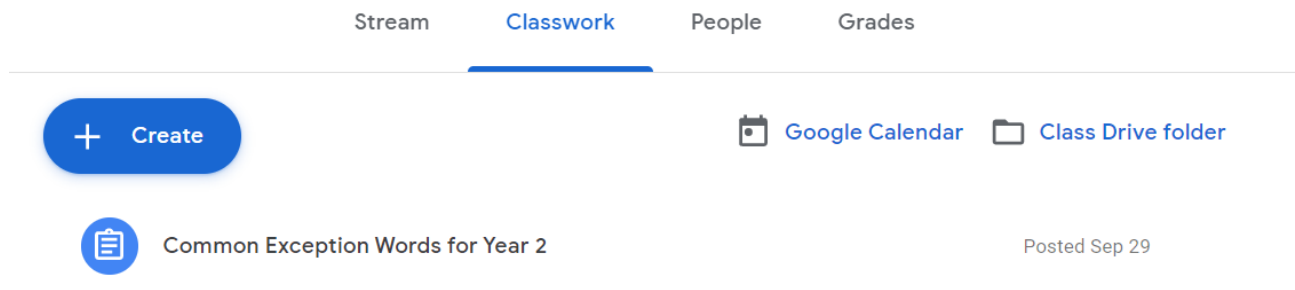 Stream Classwork People Grades
+ Create Google Calendar Class Drive folder
Common Exception Words for Year 2 Posted Sep 29